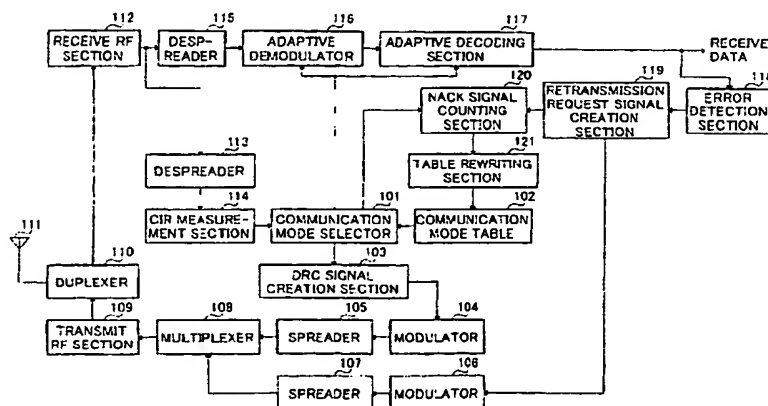 112
115
116
117
RECEIVE RF
SECTION
DESP-
READER
ADAPTIVE
DEMODULATOR
ADAPTIVE DECODING
SECTION
RECEIVE
DATA
120
119
118
NACK SIGNAL
COUNTING
SECTION
RETRANSMISSION
REQUEST SIGNAL
CREATION
SECTION
ERROR
DETECTION
SECTION
113
121
DESPREADER
TABLE REWRITING
SECTION
114
101
102
111
CIR MEASURE-
MENT SECTION
COMMUNICATION
MODE SELECTOR
COMMUNICATION
MODE TABLE
110
103
DUPLEXER
DRC SIGNAL
CREATION SECTION
109
108
105
104
TRANSMIT
RF SECTION
MULTIPLEXER
SPREADER
MODULATOR
107
106
SPREADER
MODULATOR